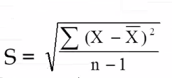 S = √( ∑ (X − X̅)² / (n − 1) )